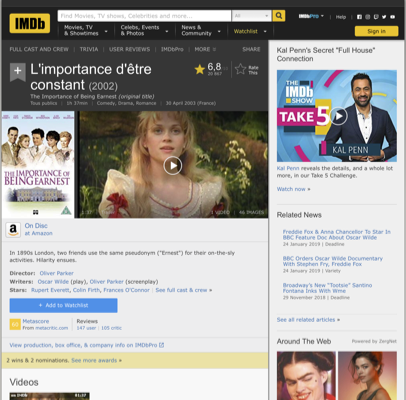 IMDb
Find Movies, TV shows, Celebrities and more...
All
IMDbPro
Help
Movies, TV
& Showtimes
Celebs, Events
& Photos
News &
Community
Watchlist
Sign in
FULL CAST AND CREW | TRIVIA | USER REVIEWS | IMDbPro | MORE
SHARE
L'importance d'être
constant (2002)
6,8
Rate
This
The Importance of Being Earnest (original title)
Tous publics | 1h 37min | Comedy, Drama, Romance | 30 April 2003 (France)
THE IMPORTANCE
OF BEING
EARNEST
On Disc
at Amazon
In 1890s London, two friends use the same pseudonym ("Ernest") for their on-the-sly
activities. Hilarity ensues.
Director: Oliver Parker
Writers: Oscar Wilde (play), Oliver Parker (screenplay)
Stars: Rupert Everett, Colin Firth, Frances O'Connor | See full cast & crew »
+ Add to Watchlist
Metascore
From metacritic.com
Reviews
147 user | 105 critic
View production, box office, & company info on IMDbPro
2 wins & 2 nominations. See more awards »
Videos
Kal Penn's Secret "Full House"
Connection
THE
IMDb
SHOW
TAKE 5
KAL PENN
Kal Penn reveals the details, and a whole lot
more, in our Take 5 Challenge.
Watch now »
Related News
Freddie Fox & Anna Chancellor To Star In
BBC Feature Doc About Oscar Wilde
24 January 2019 | Deadline
BBC Orders Oscar Wilde Documentary
With Stephen Fry, Freddie Fox
24 January 2019 | Variety
Broadway's New "Tootsie" Santino
Fontana Inks With Wine
29 November 2018 | Deadline
See all related articles »
Around The Web
Powered by ZergNet